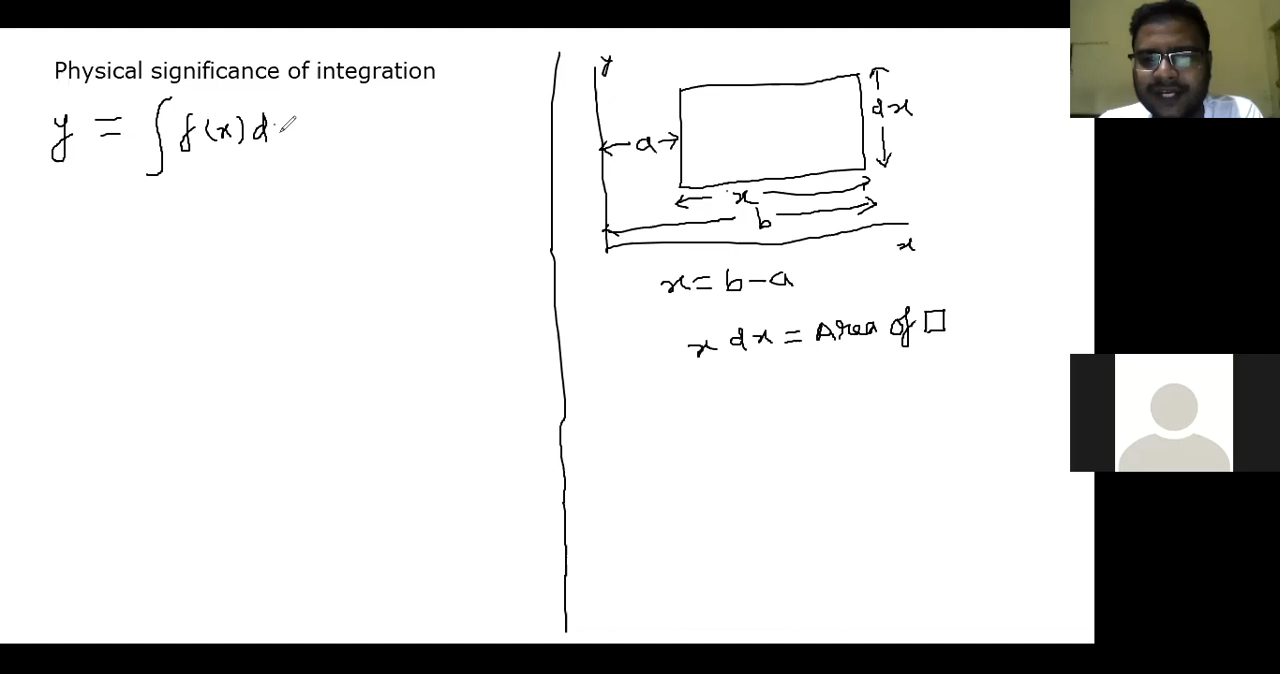 Physical significance of integration
y = ∫ f(x) d
y
dx
a
x
b
x
x = b - a
x dx = Area of □